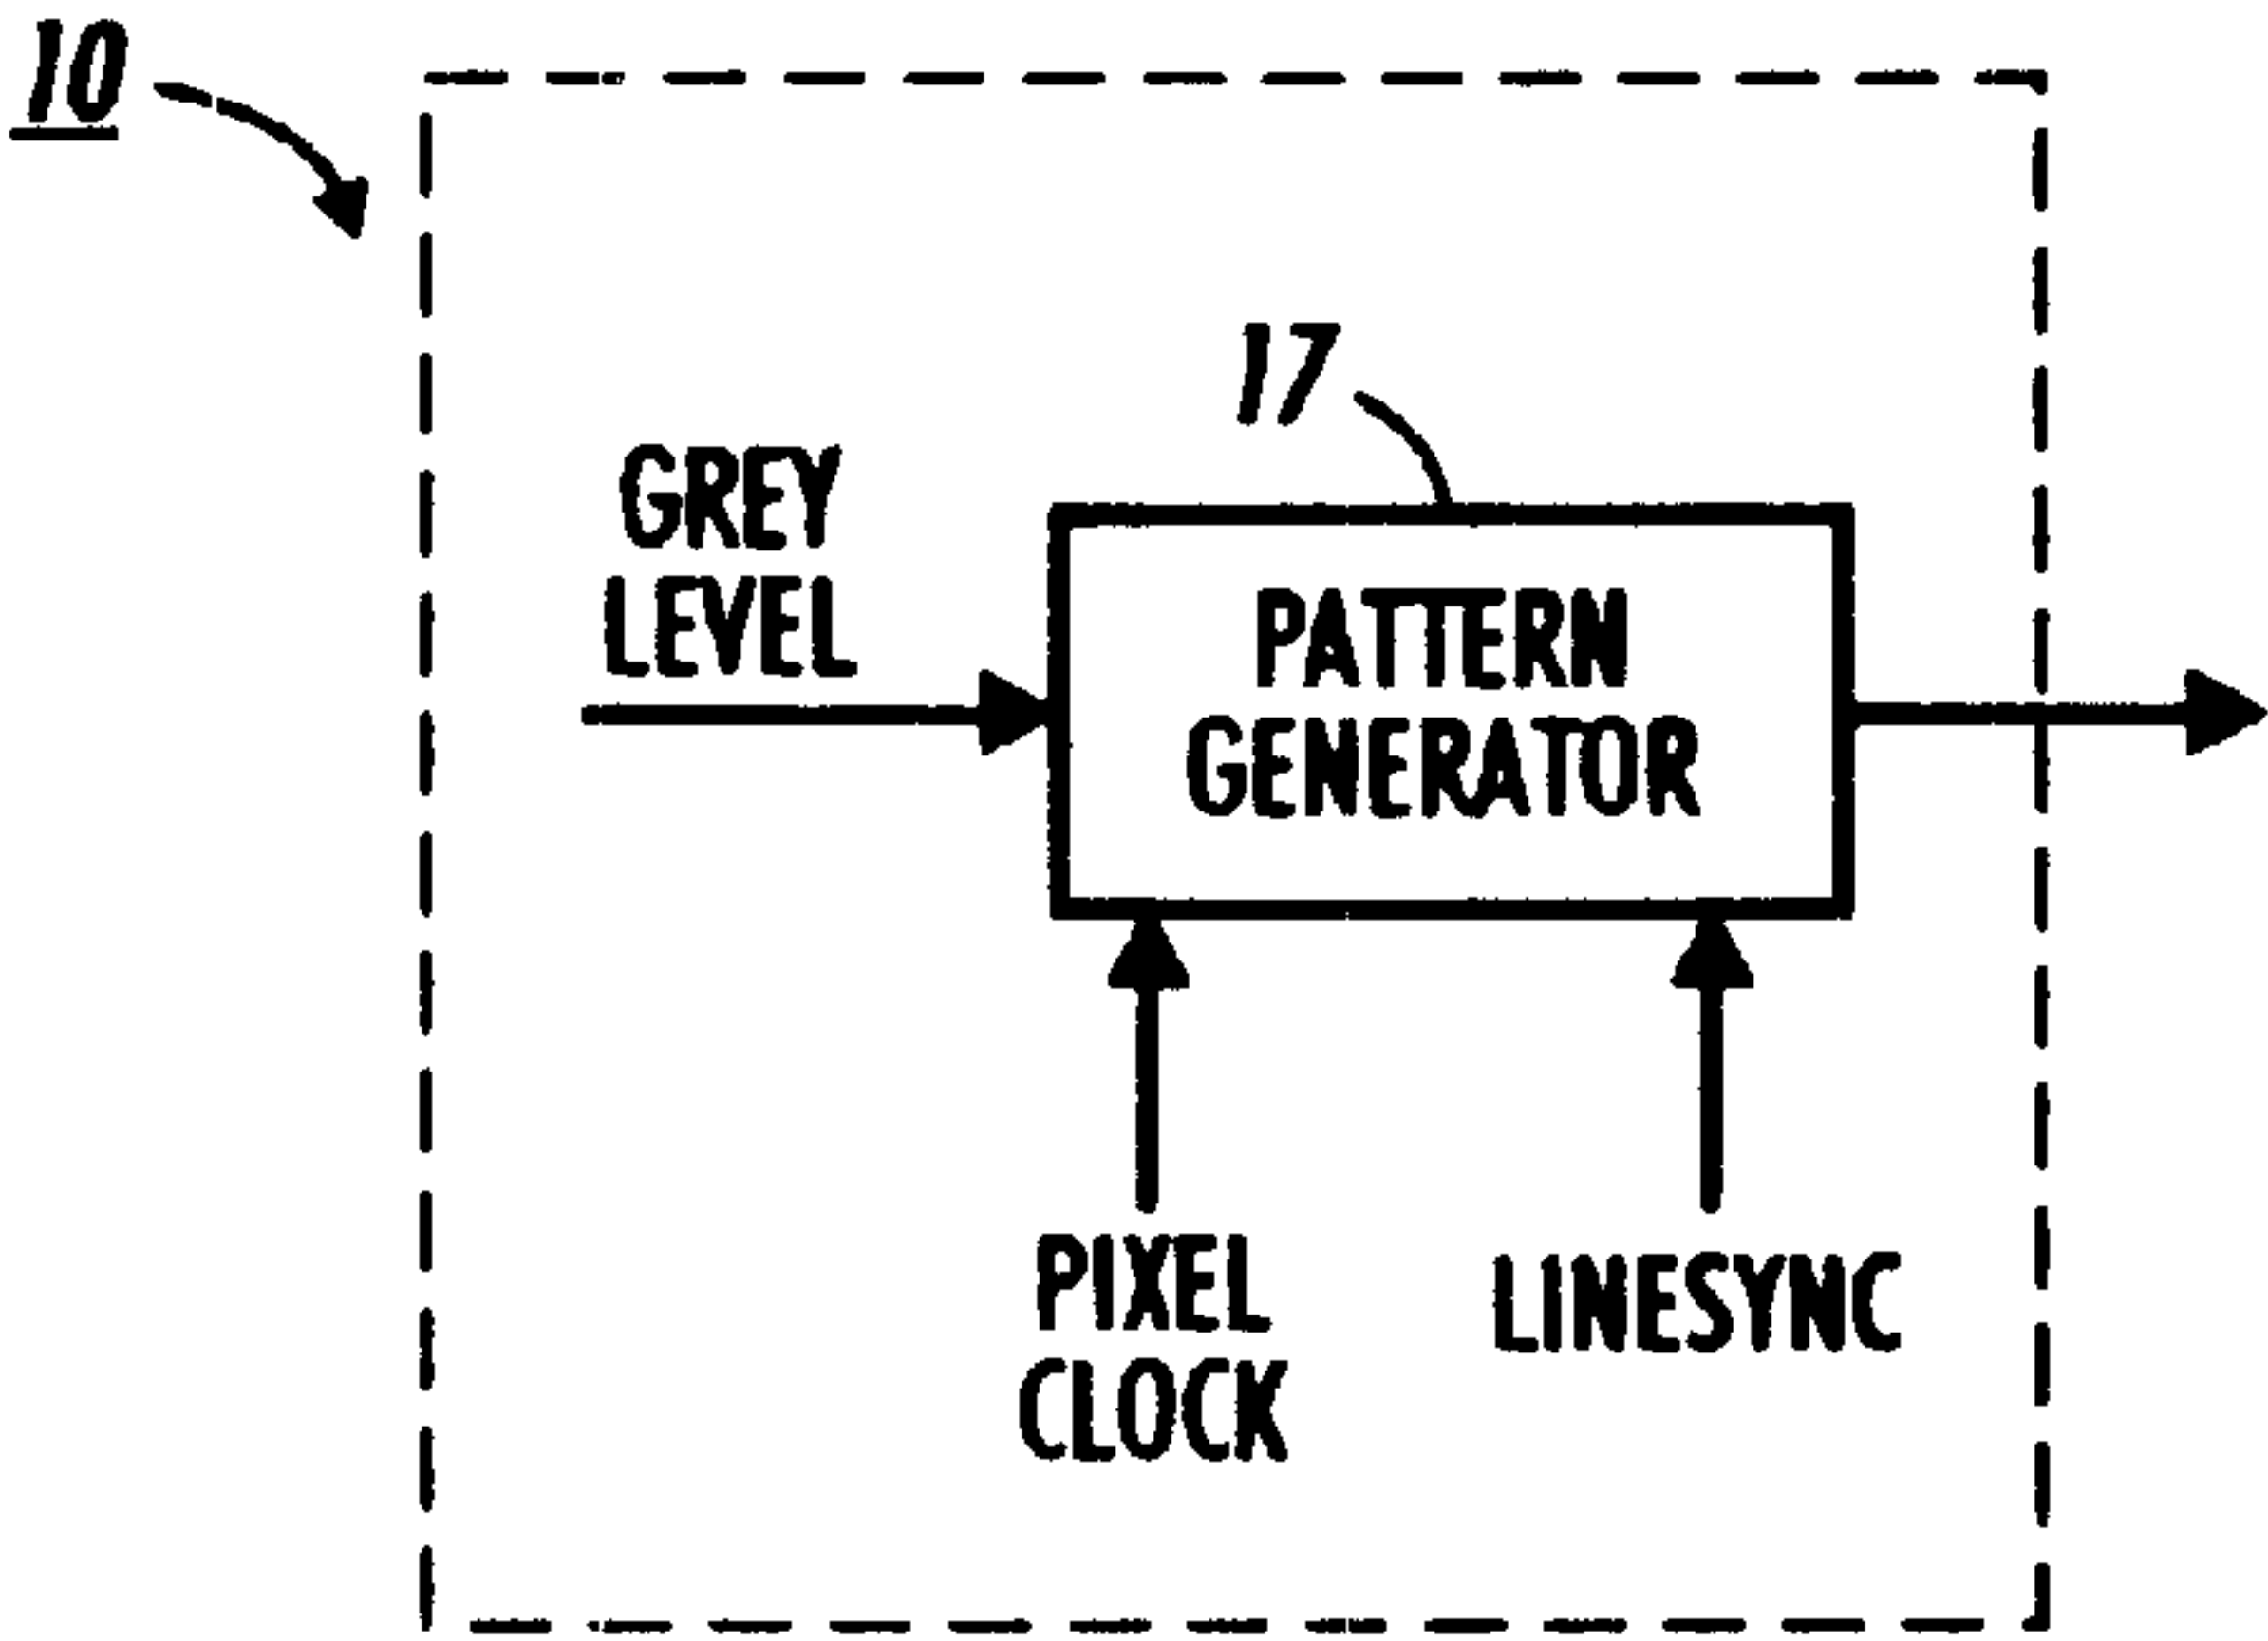 10
17
GREY
LEVEL
PATTERN
GENERATOR
PIXEL
CLOCK
LINESYNC